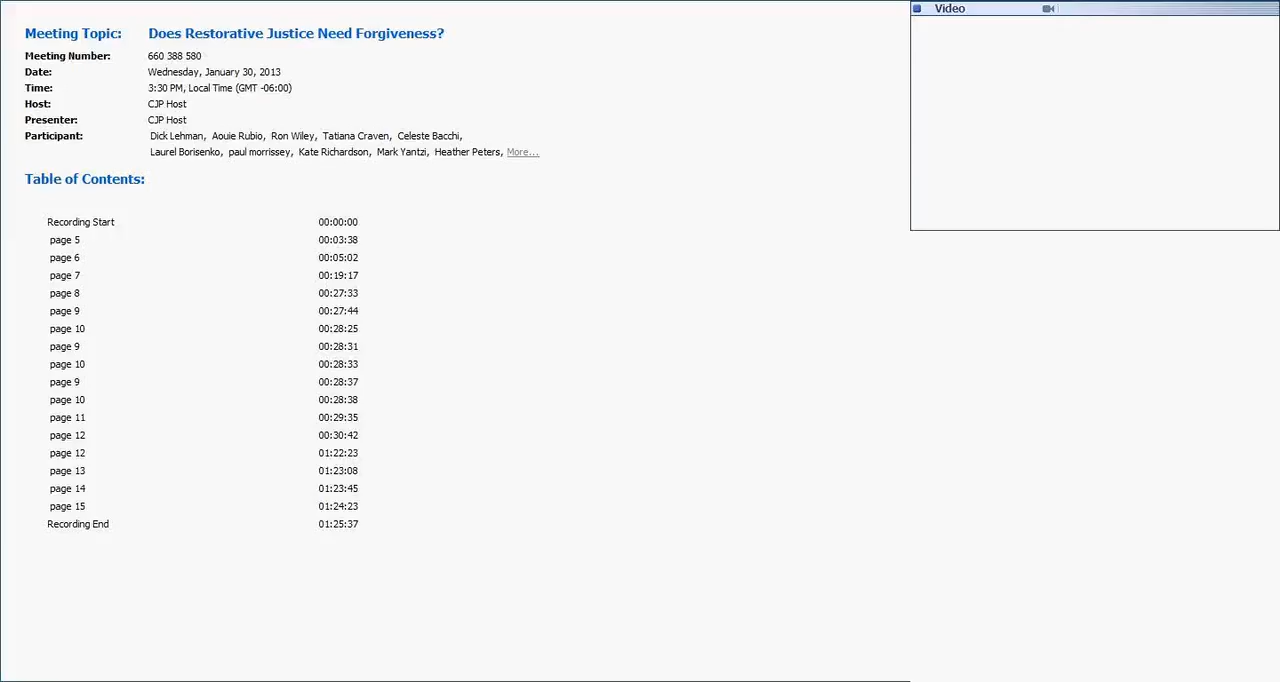 Video
Meeting Topic: Does Restorative Justice Need Forgiveness?
Meeting Number: 660 388 580
Date: Wednesday, January 30, 2013
Time: 3:30 PM, Local Time (GMT -06:00)
Host: CJP Host
Presenter: CJP Host
Participant: Dick Lehman, Aouie Rubio, Ron Wiley, Tatiana Craven, Celeste Bacchi,
Laurel Borisenko, paul morrissey, Kate Richardson, Mark Yantzi, Heather Peters, More...
Table of Contents:
Recording Start 00:00:00
page 5 00:03:38
page 6 00:05:02
page 7 00:19:17
page 8 00:27:33
page 9 00:27:44
page 10 00:28:25
page 9 00:28:31
page 10 00:28:33
page 9 00:28:37
page 10 00:28:38
page 11 00:29:35
page 12 00:30:42
page 12 01:22:23
page 13 01:23:08
page 14 01:23:45
page 15 01:24:23
Recording End 01:25:37